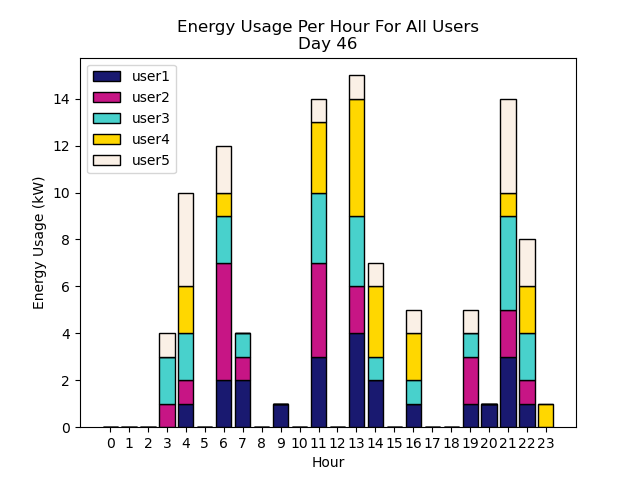 Energy Usage Per Hour For All Users
Day 46
user1
user2
user3
user4
user5
Energy Usage (kW)
14
12
10
8
6
4
2
0
0 1 2 3 4 5 6 7 8 9 10 11 12 13 14 15 16 17 18 19 20 21 22 23
Hour